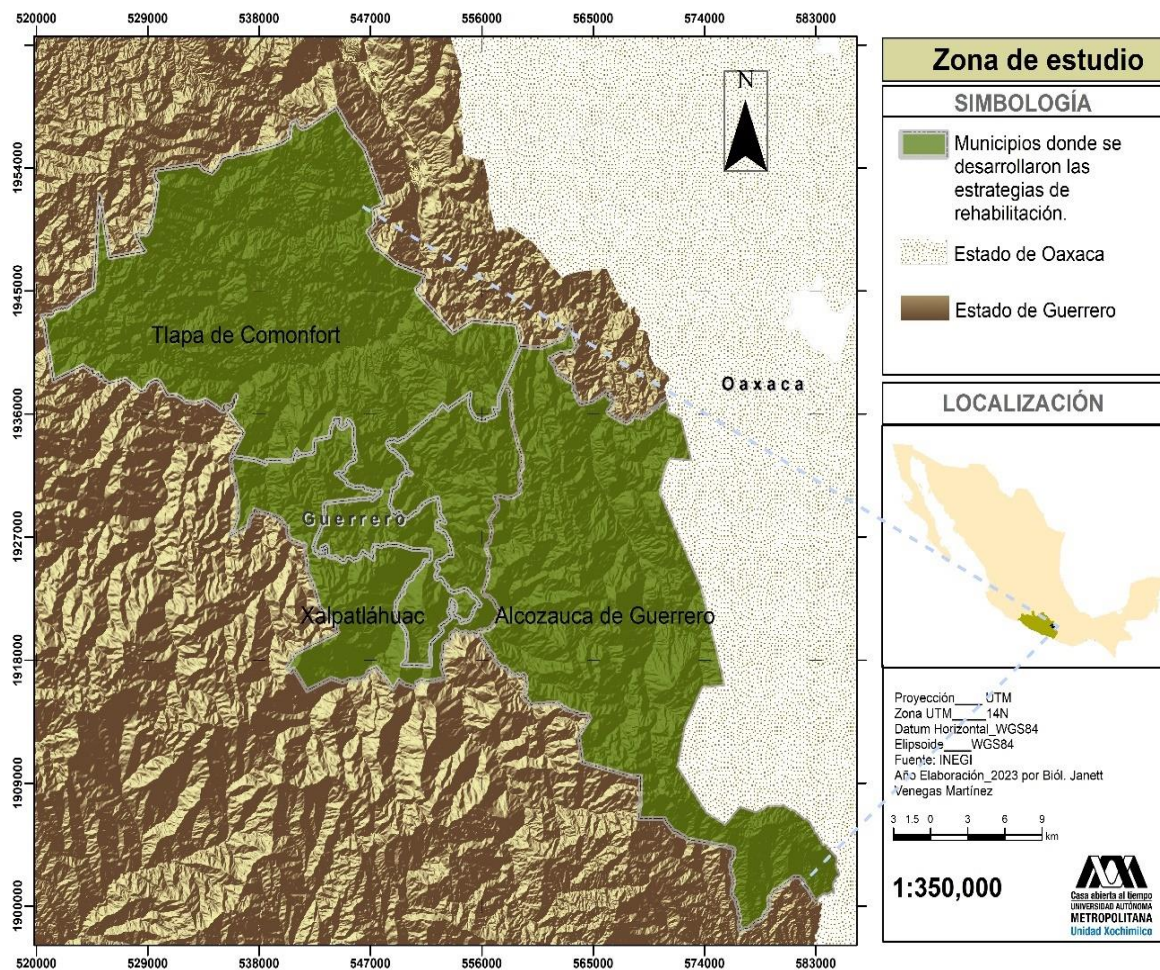 520000 529000 538000 547000 556000 565000 574000 583000
1954000
1945000
1936000
1927000
1918000
1909000
1900000
N
Tlapa de Comonfort
Oaxaca
Guerrero
Xalpatláhuac
Alcozauca de Guerrero
520000 529000 538000 547000 556000 565000 574000 583000
Zona de estudio
SIMBOLOGÍA
Municipios donde se
desarrollaron las
estrategias de
rehabilitación.
Estado de Oaxaca
Estado de Guerrero
LOCALIZACIÓN
Proyección____UTM
Zona UTM_____14N
Datum Horizontal_WGS84
Elipsoide____WGS84
Fuente: INEGI
Año Elaboración_2023 por Biól. Janett
Venegas Martínez
3 1.5 0 3 6 9
km
1:350,000
Casa abierta al tiempo
UNIVERSIDAD AUTÓNOMA
METROPOLITANA
Unidad Xochimilco